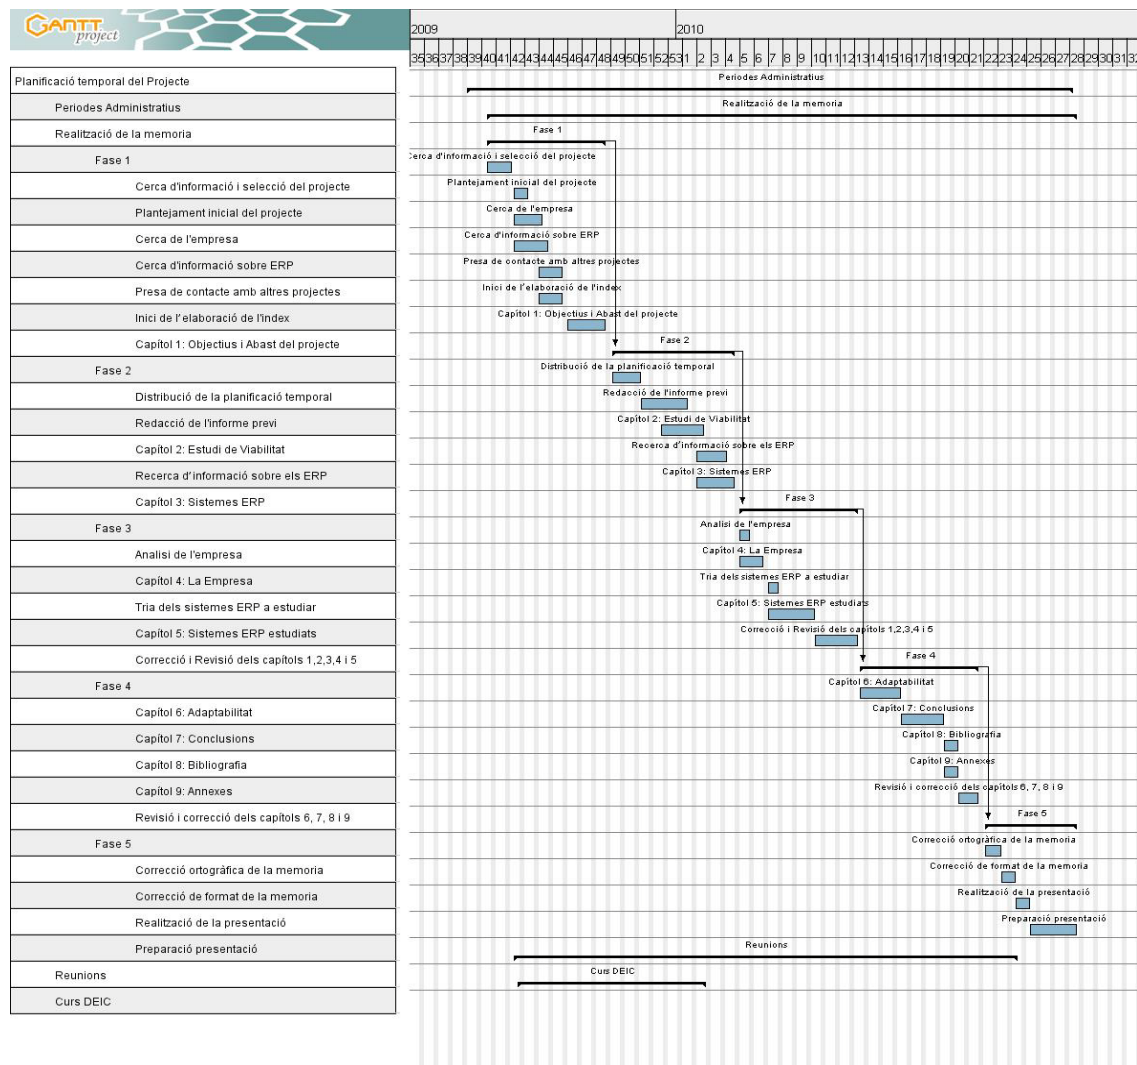 GANTT
project
2009 2010
35 36 37 38 39 40 41 42 43 44 45 46 47 48 49 50 51 52 53 1 2 3 4 5 6 7 8 9 10 11 12 13 14 15 16 17 18 19 20 21 22 23 24 25 26 27 28 29 30 31 32
Planificació temporal del Projecte
Periodes Administratius
Realització de la memoria
Fase 1
Cerca d'informació i selecció del projecte
Plantejament inicial del projecte
Cerca de l'empresa
Cerca d'informació sobre ERP
Presa de contacte amb altres projectes
Inici de l'elaboració de l'index
Capítol 1: Objectius i Abast del projecte
Fase 2
Distribució de la planificació temporal
Redacció de l'informe previ
Capítol 2: Estudi de Viabilitat
Recerca d'informació sobre els ERP
Capítol 3: Sistemes ERP
Fase 3
Analisi de l'empresa
Capítol 4: La Empresa
Tria dels sistemes ERP a estudiar
Capítol 5: Sistemes ERP estudiats
Correcció i Revisió dels capítols 1,2,3,4 i 5
Fase 4
Capítol 6: Adaptabilitat
Capítol 7: Conclusions
Capítol 8: Bibliografia
Capítol 9: Annexes
Revisió i correcció dels capítols 6, 7, 8 i 9
Fase 5
Correcció ortogràfica de la memoria
Correcció de format de la memoria
Realització de la presentació
Preparació presentació
Reunions
Curs DEIC
Periodes Administratius
Realització de la memoria
Fase 1
Cerca d'informació i selecció del projecte
Plantejament inicial del projecte
Cerca de l'empresa
Cerca d'informació sobre ERP
Presa de contacte amb altres projectes
Inici de l'elaboració de l'index
Capítol 1: Objectius i Abast del projecte
Fase 2
Distribució de la planificació temporal
Redacció de l'informe previ
Capítol 2: Estudi de Viabilitat
Recerca d'informació sobre els ERP
Capítol 3: Sistemes ERP
Fase 3
Analisi de l'empresa
Capítol 4: La Empresa
Tria dels sistemes ERP a estudiar
Capítol 5: Sistemes ERP estudiats
Correcció i Revisió dels capítols 1,2,3,4 i 5
Fase 4
Capítol 6: Adaptabilitat
Capítol 7: Conclusions
Capítol 8: Bibliografia
Capítol 9: Annexes
Revisió i correcció dels capítols 6, 7, 8 i 9
Fase 5
Correcció ortogràfica de la memoria
Correcció de format de la memoria
Realització de la presentació
Preparació presentació
Reunions
Curs DEIC